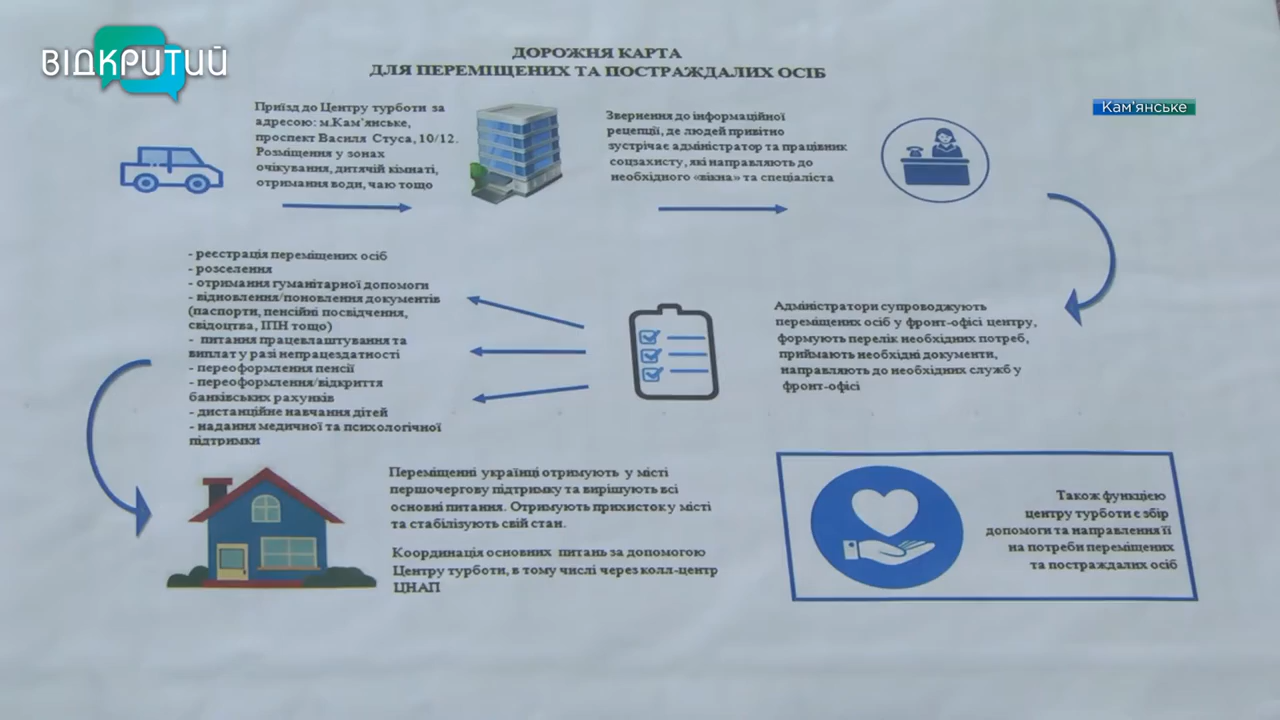 ВІДКРИТИЙ
Кам'янське
ДОРОЖНЯ КАРТА
ДЛЯ ПЕРЕМІЩЕНИХ ТА ПОСТРАЖДАЛИХ ОСІБ
Приїзд до Центру турботи за
адресою: м.Кам'янське,
проспект Василя Стуса, 10/12.
Розміщення у зонах
очікування, дитячій кімнаті,
отримання води, чаю тощо
Звернення до інформаційної
рецепції, де людей привітно
зустрічає адміністратор та працівник
соцзахисту, які направляють до
необхідного «вікна» та спеціаліста
Адміністратори супроводжують
переміщених осіб у фронт-офісі центру,
формують перелік необхідних потреб,
приймають необхідні документи,
направляють до необхідних служб у
фронт-офісі
- реєстрація переміщених осіб
- розселення
- отримання гуманітарної допомоги
- відновлення/поновлення документів
(паспорти, пенсійні посвідчення,
свідоцтва, ІПН тощо)
- питання працевлаштування та
виплат у разі непрацездатності
- переоформлення пенсії
- переоформлення/відкриття
банківських рахунків
- дистанційне навчання дітей
- надання медичної та психологічної
підтримки
Переміщенні українці отримують у місті
першочергову підтримку та вирішують всі
основні питання. Отримують прихисток у місті
та стабілізують свій стан.
Координація основних питань за допомогою
Центру турботи, в тому числі через колл-центр
ЦНАП
Також функцією
центру турботи є збір
допомоги та направлення її
на потреби переміщених
та постраждалих осіб